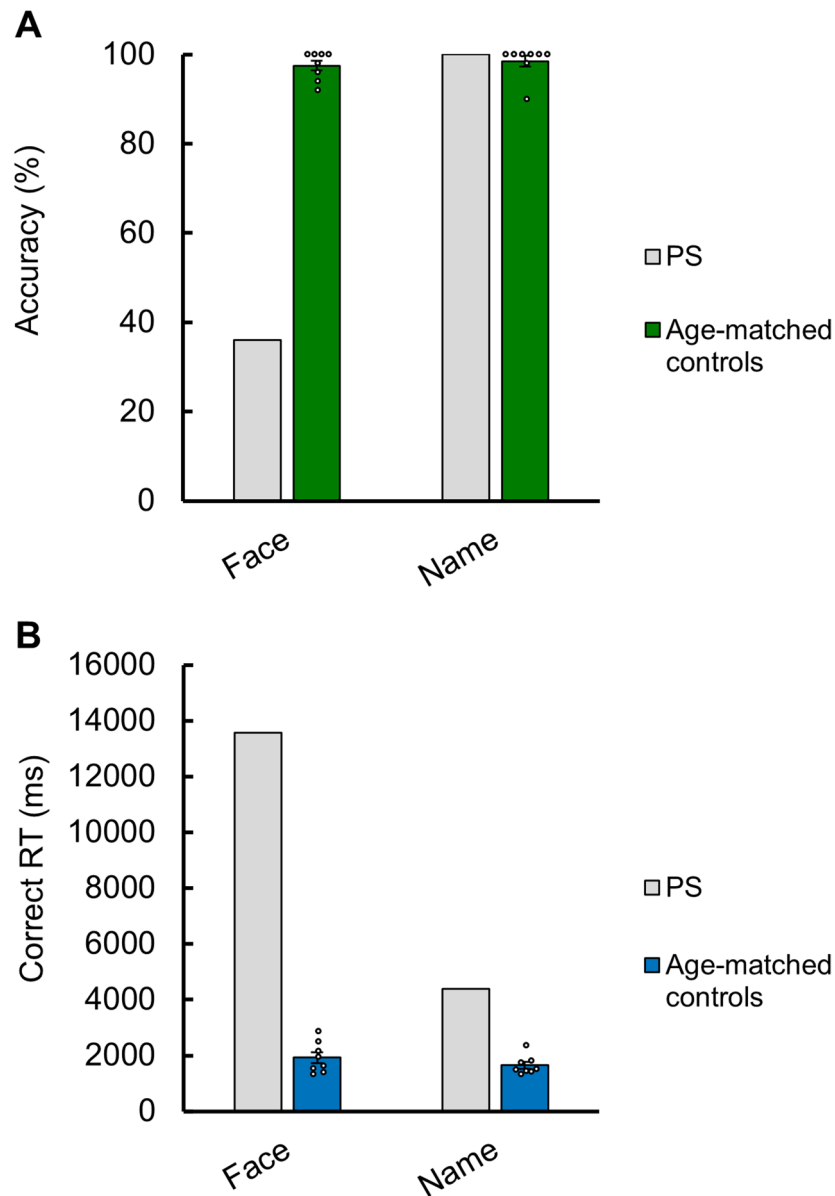 A
Accuracy (%)
100
80
60
40
20
0
Face
Name
PS
Age-matched
controls
B
Correct RT (ms)
16000
14000
12000
10000
8000
6000
4000
2000
0
Face
Name
PS
Age-matched
controls